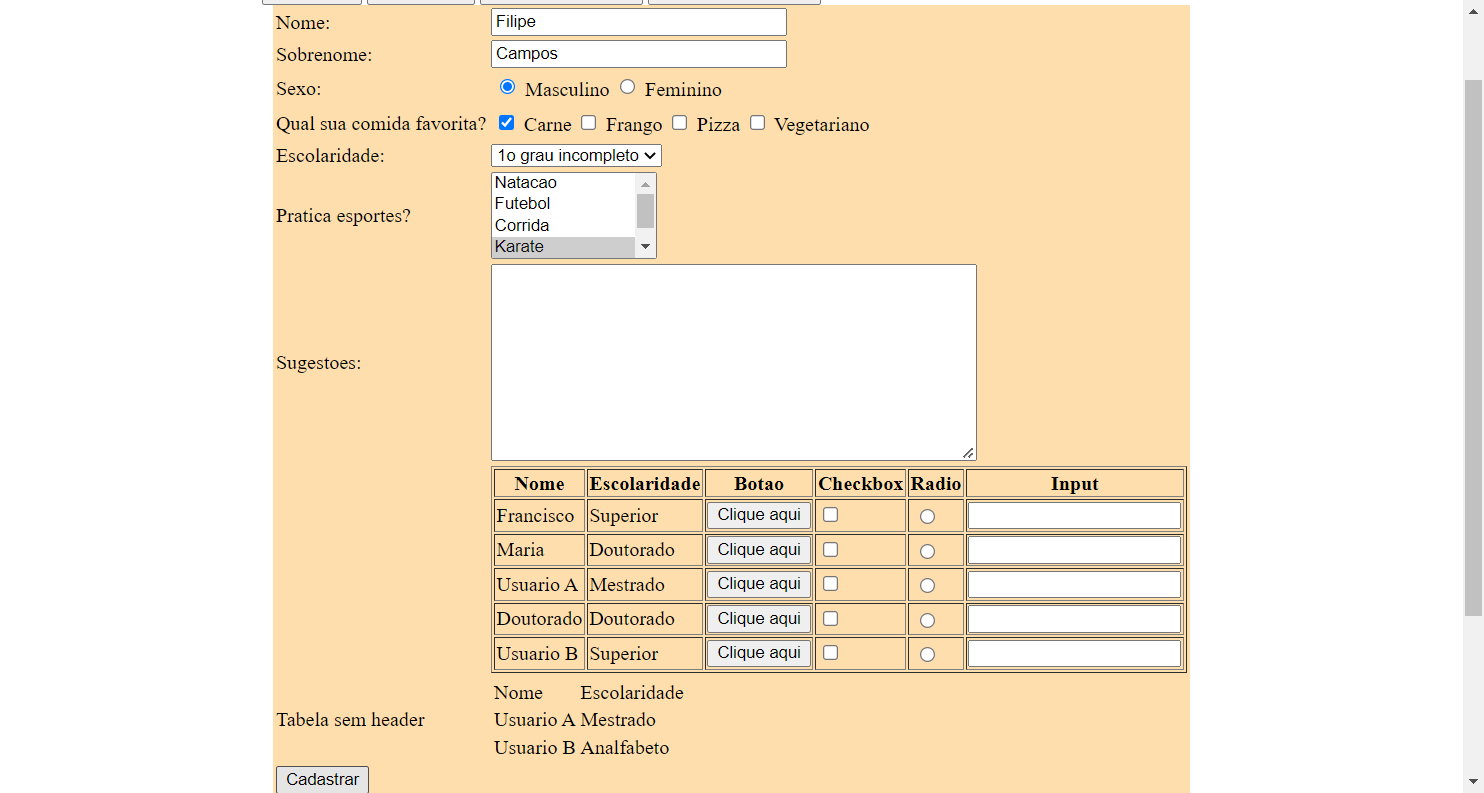 Nome: Filipe
Sobrenome: Campos
Sexo: Masculino Feminino
Qual sua comida favorita? Carne Frango Pizza Vegetariano
Escolaridade: 1o grau incompleto
Natacao
Futebol
Pratica esportes?
Corrida
Karate
Sugestoes:
Nome Escolaridade Botao Checkbox Radio Input
Francisco Superior Clique aqui
Maria Doutorado Clique aqui
Usuario A Mestrado Clique aqui
Doutorado Doutorado Clique aqui
Usuario B Superior Clique aqui
Nome Escolaridade
Tabela sem header Usuario A Mestrado
Usuario B Analfabeto
Cadastrar